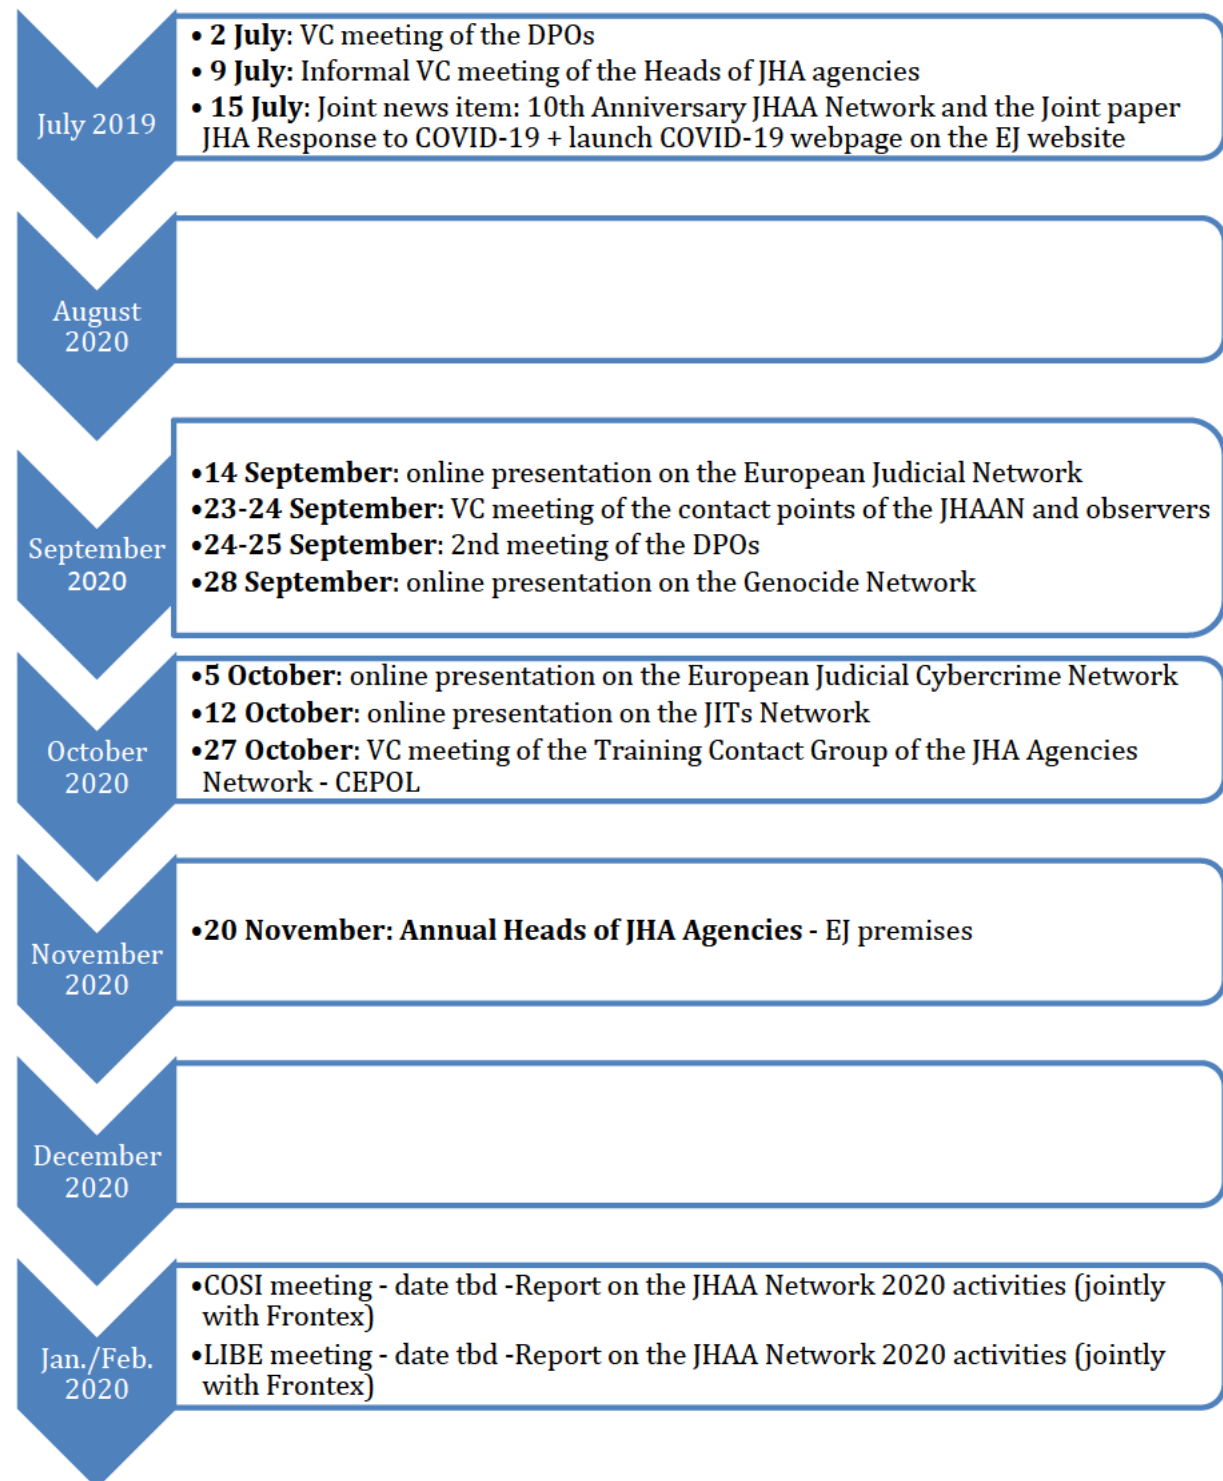 July 2019
• 2 July: VC meeting of the DPOs
• 9 July: Informal VC meeting of the Heads of JHA agencies
• 15 July: Joint news item: 10th Anniversary JHAA Network and the Joint paper
JHA Response to COVID-19 + launch COVID-19 webpage on the EJ website
August
2020
September
2020
•14 September: online presentation on the European Judicial Network
•23-24 September: VC meeting of the contact points of the JHAAN and observers
•24-25 September: 2nd meeting of the DPOs
•28 September: online presentation on the Genocide Network
October
2020
•5 October: online presentation on the European Judicial Cybercrime Network
•12 October: online presentation on the JITs Network
•27 October: VC meeting of the Training Contact Group of the JHA Agencies
Network - CEPOL
November
2020
•20 November: Annual Heads of JHA Agencies - EJ premises
December
2020
Jan./Feb.
2020
•COSI meeting - date tbd -Report on the JHAA Network 2020 activities (jointly
with Frontex)
•LIBE meeting - date tbd -Report on the JHAA Network 2020 activities (jointly
with Frontex)